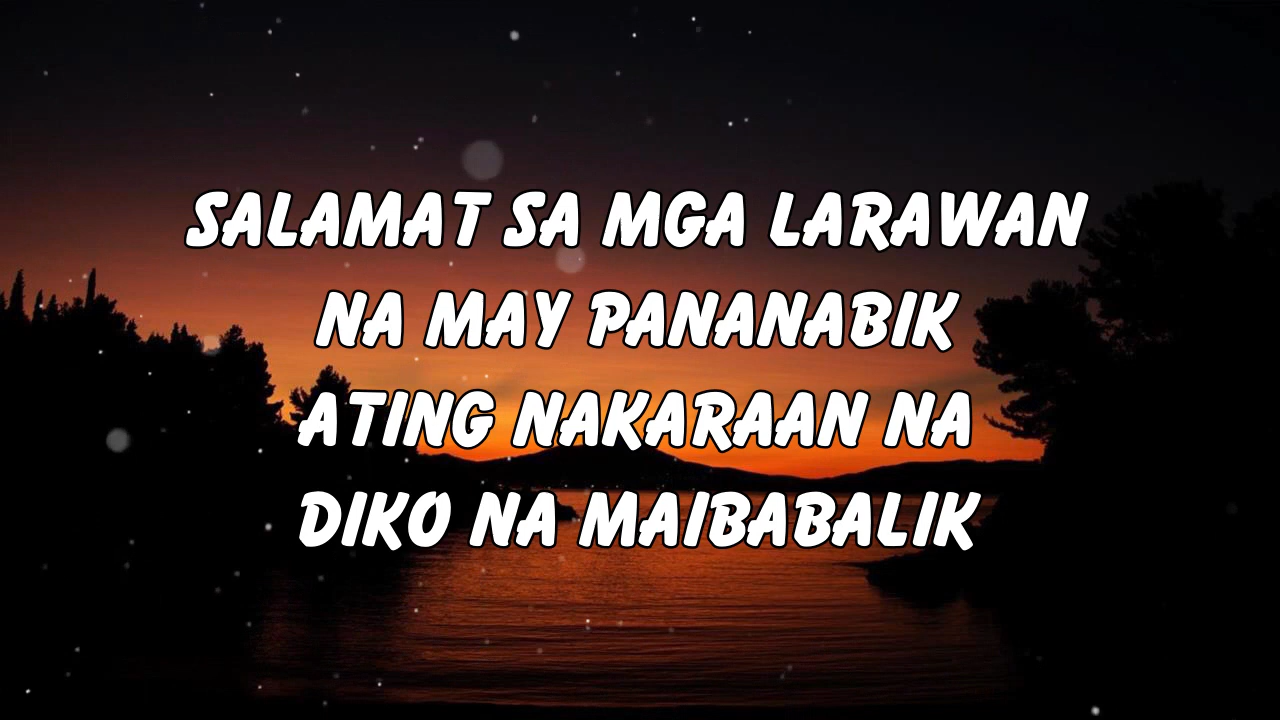 SALAMAT SA MGA LARAWAN
NA MAY PANANABIK
ATING NAKARAAN NA
DIKO NA MAIBABALIK